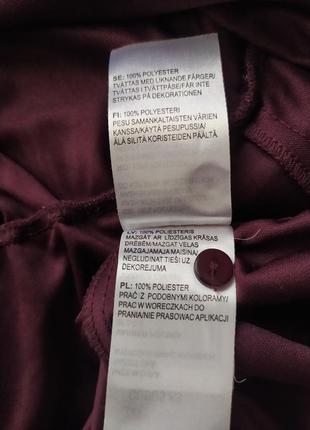 SE: 100% POLYESTER
TVÄTTAS MED LIKNANDE FÄRGER/
TVÄTTAS I TVÄTTPÅSE/FÅR INTE
STRYKAS PÅ DEKORATIONEN
FI: 100% POLYESTERI
PESU SAMANKALTAISTEN VÄRIEN
KANSSA/KÄYTÄ PESUPUSSIA/
ÄLÄ SILITÄ KORISTEIDEN PÄÄLTÄ
LV: 100% POLIESTERIS
MAZGĀT AR LĪDZĪGAS KRĀSAS
DRĒBĒM/MAZGĀT VEĻAS
MAZGĀJAMAJĀ MAISIŅĀ/
NEGLUDINĀT TIEŠI UZ
DEKORĒJUMA
PL: 100% POLIESTER
PRAĆ Z PODOBNYMI KOLORAMI/
PRAĆ W WORECZKACH DO
PRANIA/NIE PRASOWAĆ APLIKACJI